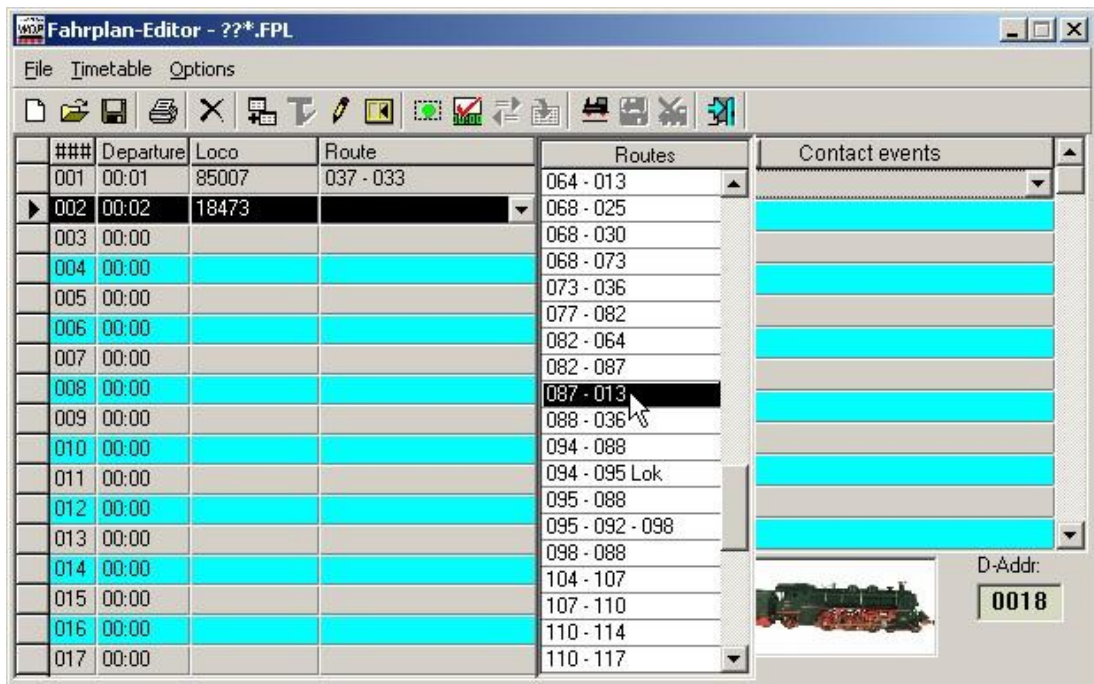 Fahrplan-Editor - ??*.FPL
File Timetable Options
### Departure Loco Route Routes Contact events
001 00:01 85007 037 - 033
002 00:02 18473
003 00:00
004 00:00
005 00:00
006 00:00
007 00:00
008 00:00
009 00:00
010 00:00
011 00:00
012 00:00
013 00:00
014 00:00
015 00:00
016 00:00
017 00:00
064 - 013
068 - 025
068 - 030
068 - 073
073 - 036
077 - 082
082 - 064
082 - 087
087 - 013
088 - 036
094 - 088
094 - 095 Lok
095 - 088
095 - 092 - 098
098 - 088
104 - 107
107 - 110
110 - 114
110 - 117
D-Addr:
0018